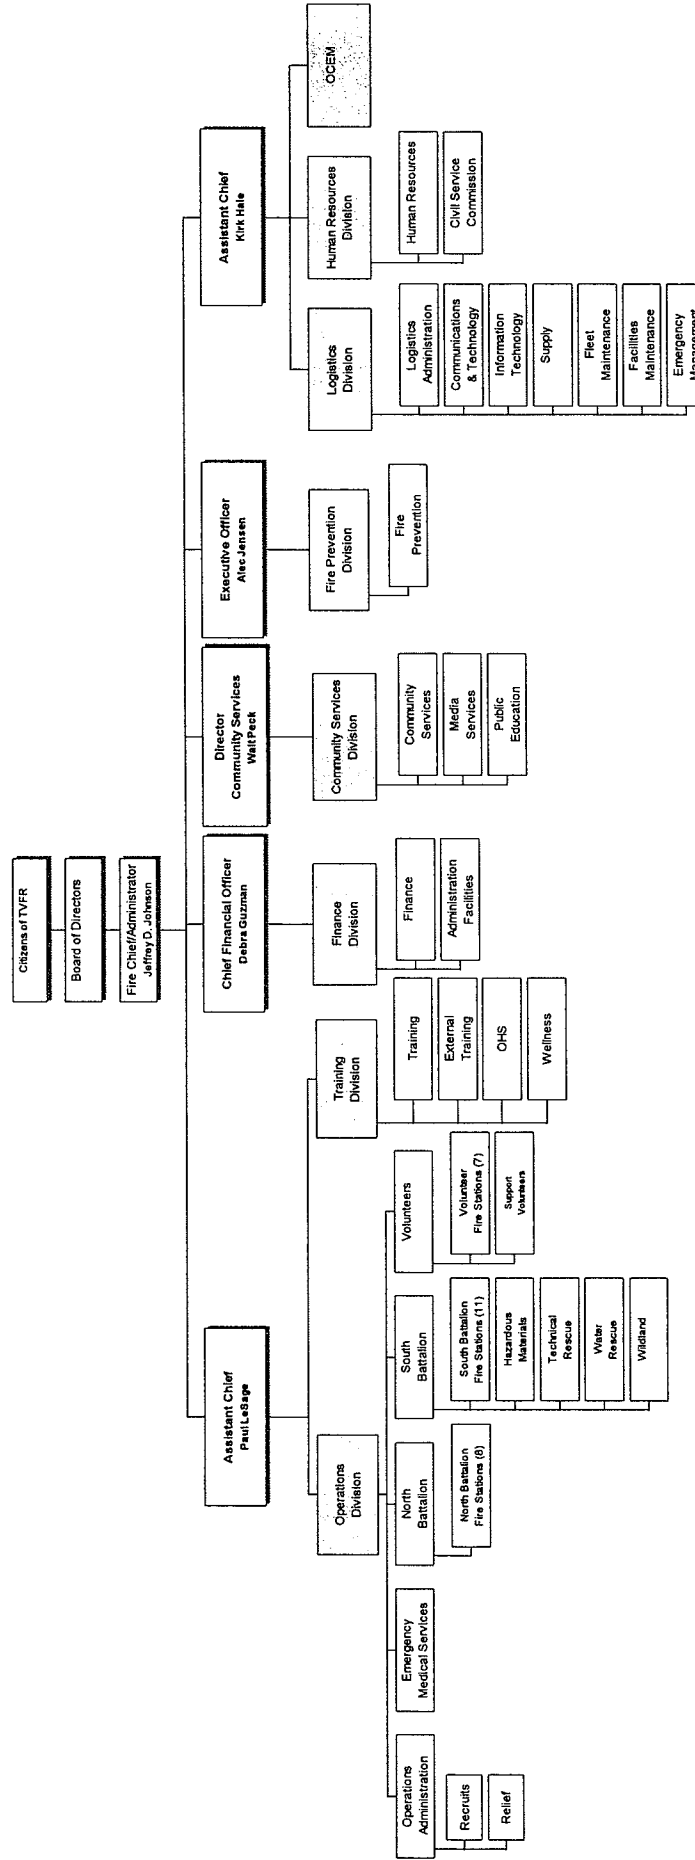 Citizens of TVFR
Board of Directors
Fire Chief/Administrator
Jeffrey D. Johnson
Assistant Chief
Paul LeSage
Chief Financial Officer
Debra Guzman
Director
Community Services
Walt Peck
Executive Officer
Alec Jensen
Assistant Chief
Kirk Hale
Operations
Division
Training
Division
Finance
Division
Community Services
Division
Fire Prevention
Division
Logistics
Division
Human Resources
Division
OCEM
Operations
Administration
Recruits
Relief
Emergency
Medical Services
North
Battalion
North Battalion
Fire Stations (8)
South
Battalion
South Battalion
Fire Stations (11)
Hazardous
Materials
Technical
Rescue
Water
Rescue
Wildland
Volunteers
Volunteer
Fire Stations (7)
Support
Volunteers
Training
External
Training
OHS
Wellness
Finance
Administration
Facilities
Community
Services
Media
Services
Public
Education
Fire
Prevention
Logistics
Administration
Communications
& Technology
Information
Technology
Supply
Fleet
Maintenance
Facilities
Maintenance
Emergency
Management
Human Resources
Civil Service
Commission